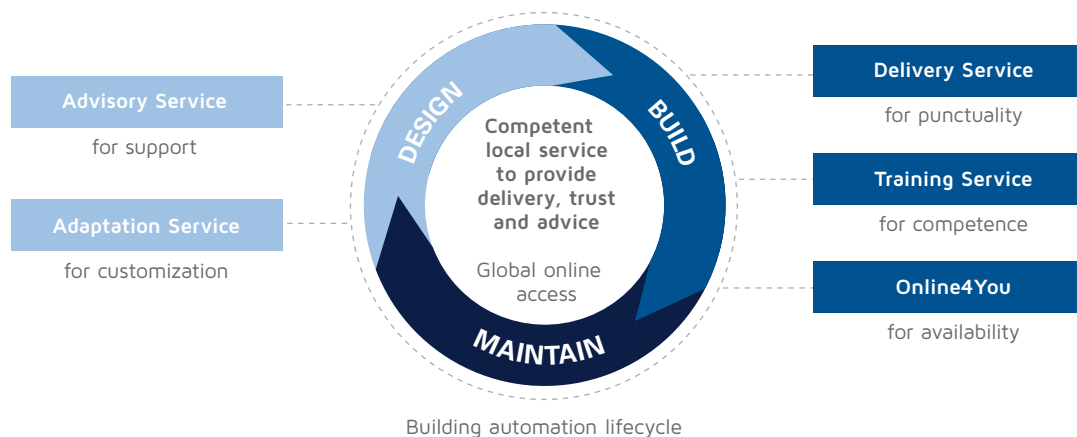 Advisory Service
for support
Adaptation Service
for customization
DESIGN
BUILD
MAINTAIN
Competent
local service
to provide
delivery, trust
and advice
Global online
access
Delivery Service
for punctuality
Training Service
for competence
Online4You
for availability
Building automation lifecycle